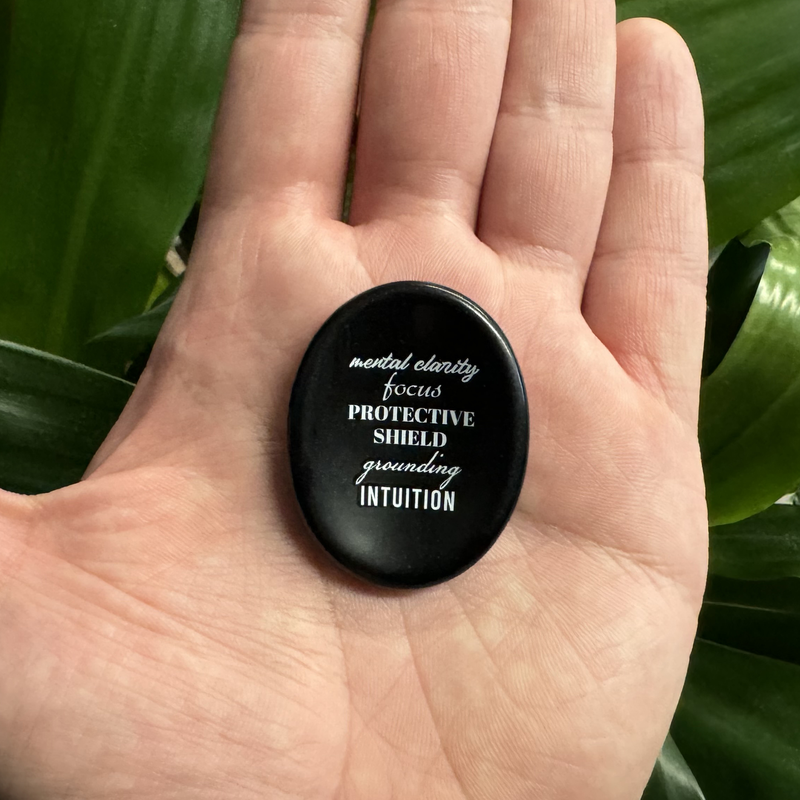 mental clarity
focus
PROTECTIVE
SHIELD
grounding
INTUITION